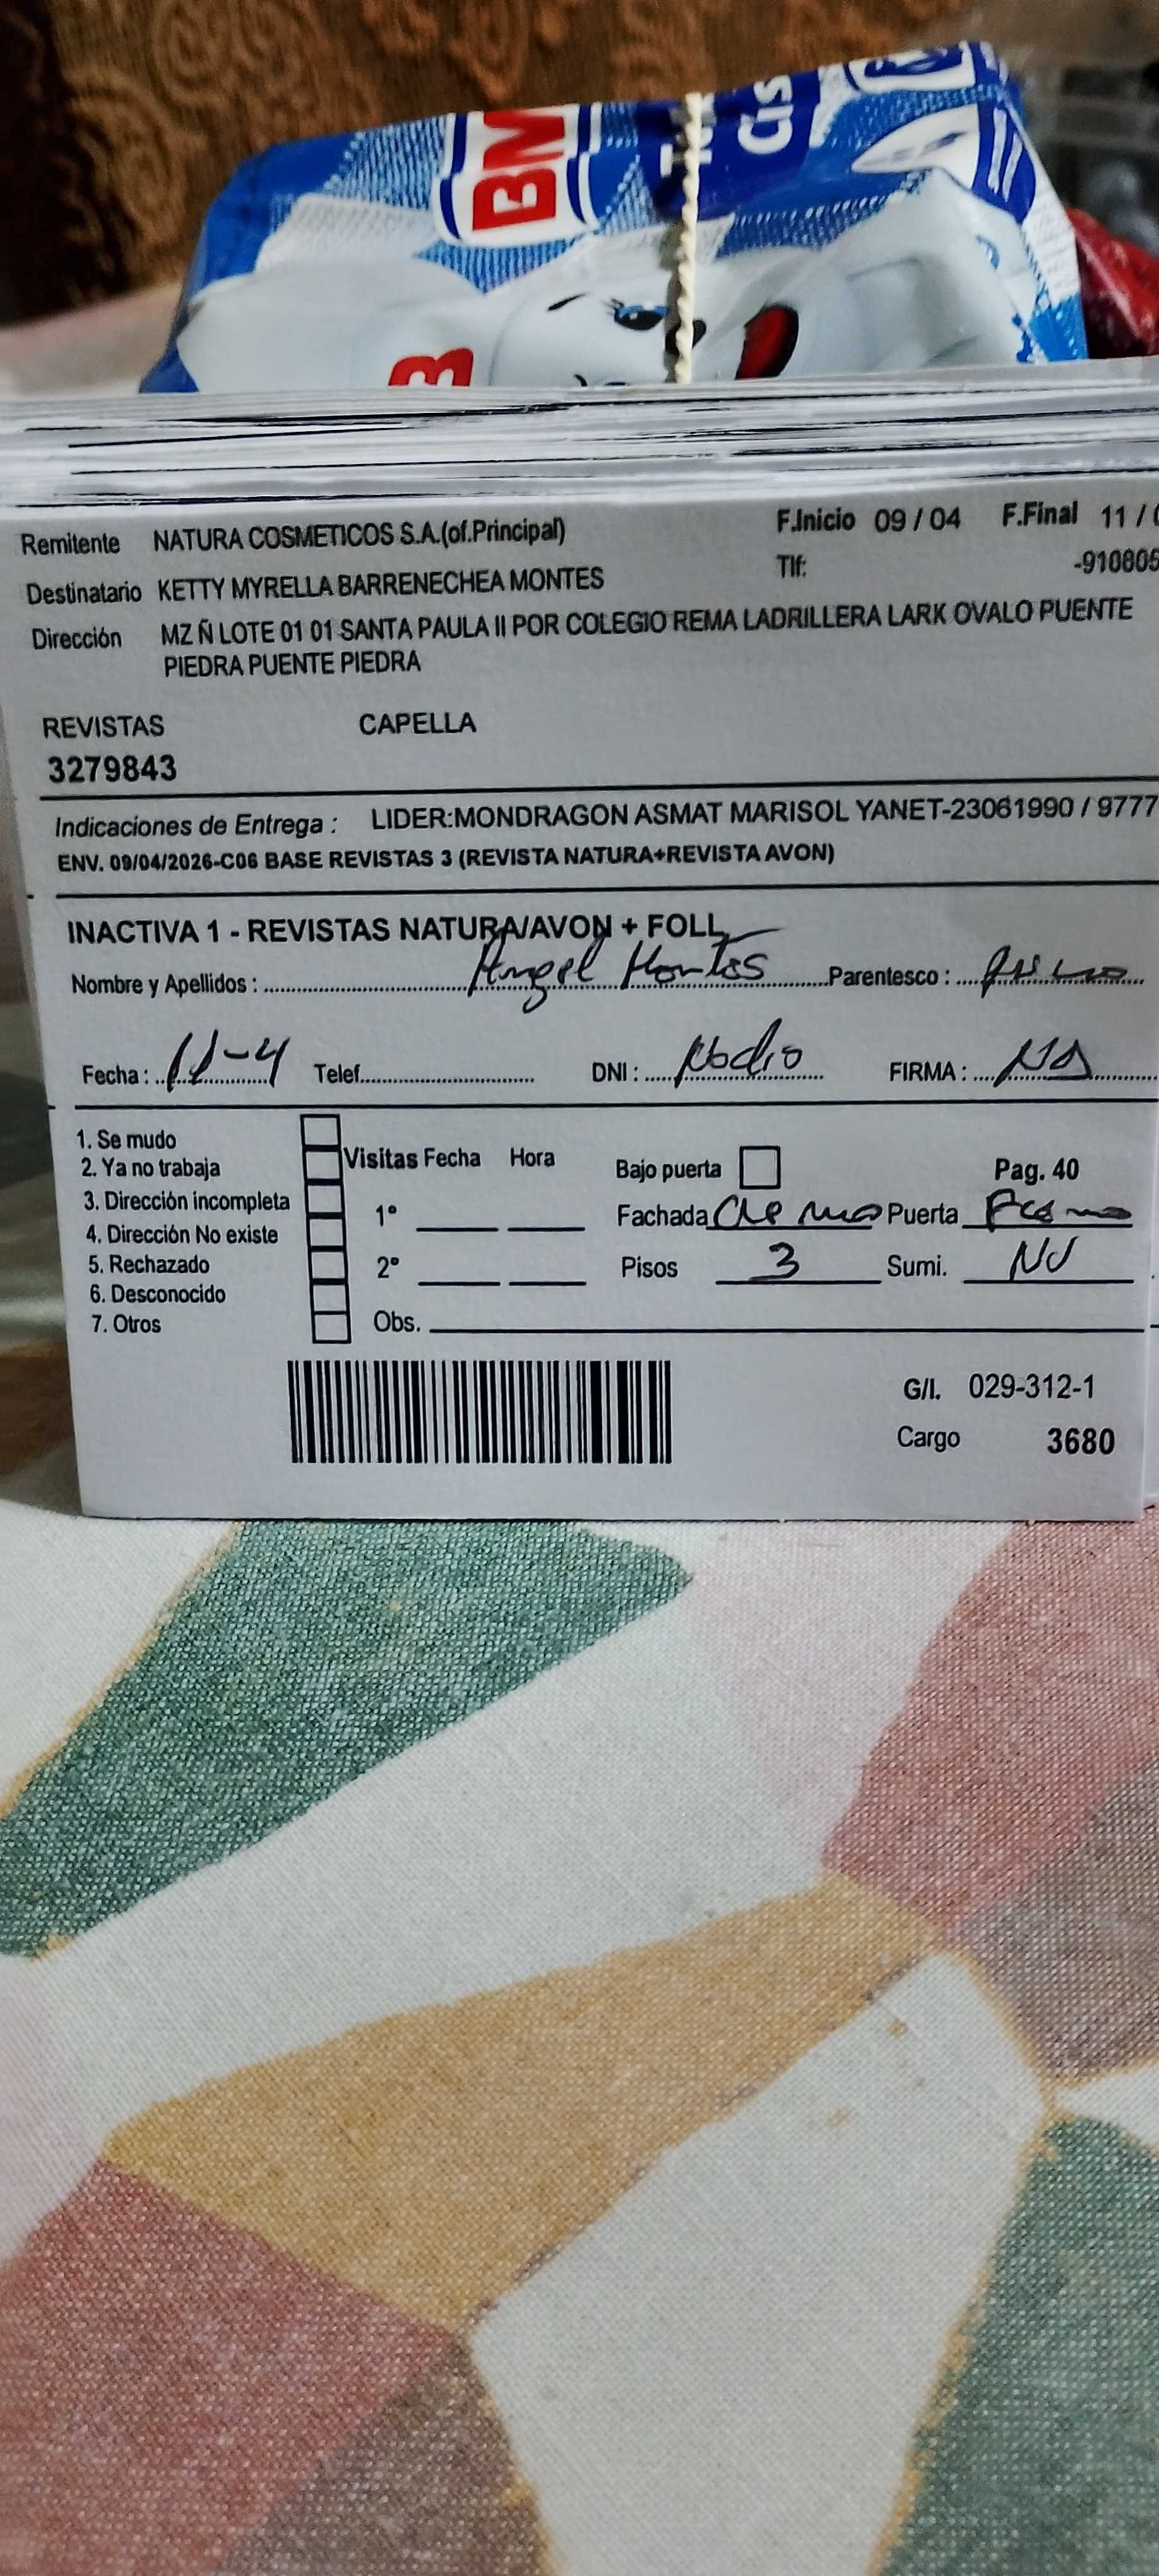 BM
Remitente NATURA COSMETICOS S.A.(of.Principal) F.Inicio 09 / 04 F.Final 11 /
Destinatario KETTY MYRELLA BARRENECHEA MONTES Tlf: -910805
Dirección MZ Ñ LOTE 01 01 SANTA PAULA II POR COLEGIO REMA LADRILLERA LARK OVALO PUENTE
PIEDRA PUENTE PIEDRA
REVISTAS CAPELLA
3279843
Indicaciones de Entrega : LIDER:MONDRAGON ASMAT MARISOL YANET-23061990 / 9777
ENV. 09/04/2026-C06 BASE REVISTAS 3 (REVISTA NATURA+REVISTA AVON)
INACTIVA 1 - REVISTAS NATURA/AVON + FOLL
Nombre y Apellidos : Angel Montes Parentesco :
Fecha : 11-4 Telef. DNI : No dio FIRMA :
1. Se mudo
2. Ya no trabaja Visitas Fecha Hora Bajo puerta Pag. 40
3. Dirección incompleta 1° Fachada Puerta
4. Dirección No existe
5. Rechazado 2° Pisos 3 Sumi.
6. Desconocido
7. Otros Obs.
G/I. 029-312-1
Cargo 3680